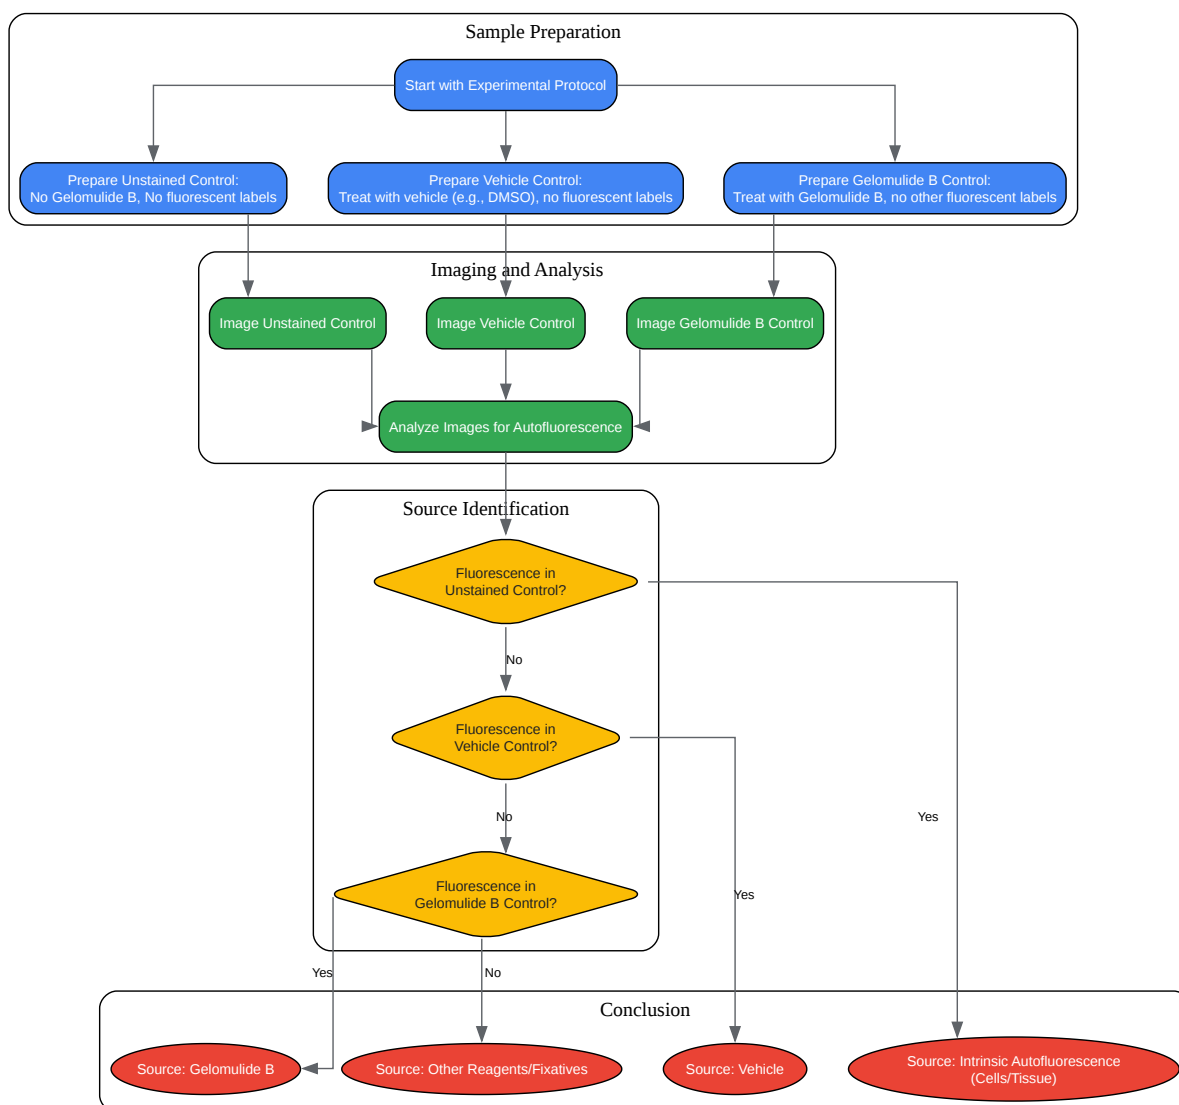 Sample Preparation
Start with Experimental Protocol
Prepare Unstained Control:
No Gelomulide B, No fluorescent labels
Prepare Vehicle Control:
Treat with vehicle (e.g., DMSO), no fluorescent labels
Prepare Gelomulide B Control:
Treat with Gelomulide B, no other fluorescent labels
Imaging and Analysis
Image Unstained Control
Image Vehicle Control
Image Gelomulide B Control
Analyze Images for Autofluorescence
Source Identification
Fluorescence in
Unstained Control?
No
Fluorescence in
Vehicle Control?
No
Yes
Fluorescence in
Gelomulide B Control?
Yes
Yes
No
Conclusion
Source: Gelomulide B
Source: Other Reagents/Fixatives
Source: Vehicle
Source: Intrinsic Autofluorescence
(Cells/Tissue)